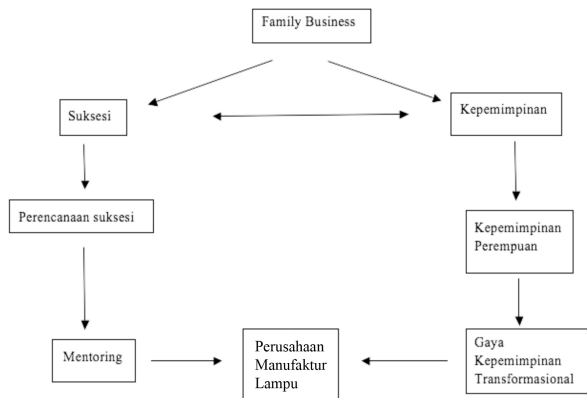 Family Business
Suksesi
Kepemimpinan
Perencanaan suksesi
Kepemimpinan
Perempuan
Mentoring
Perusahaan
Manufaktur
Lampu
Gaya
Kepemimpinan
Transformasional